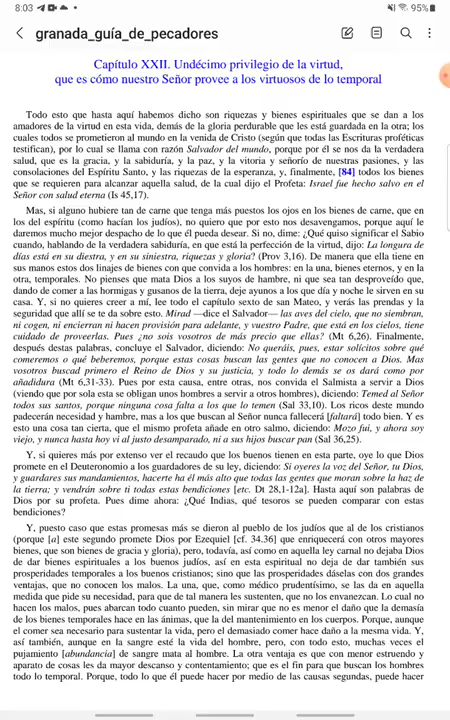 8:03
95%
granada_guía_de_pecadores
Capítulo XXII. Undécimo privilegio de la virtud,
que es cómo nuestro Señor provee a los virtuosos de lo temporal
Todo esto que hasta aquí habemos dicho son riquezas y bienes espirituales que se dan a los
amadores de la virtud en esta vida, demás de la gloria perdurable que les está guardada en la otra; los
cuales todos se prometieron al mundo en la venida de Cristo (según que todas las Escrituras proféticas
testifican), por lo cual se llama con razón Salvador del mundo, porque por él se nos da la verdadera
salud, que es la gracia, y la sabiduría, y la paz, y la vitoria y señorío de nuestras pasiones, y las
consolaciones del Espíritu Santo, y las riquezas de la esperanza, y, finalmente, [84] todos los bienes
que se requieren para alcanzar aquella salud, de la cual dijo el Profeta: Israel fue hecho salvo en el
Señor con salud eterna (Is 45,17).
Mas, si alguno hubiere tan de carne que tenga más puestos los ojos en los bienes de carne, que en
los del espíritu (como hacían los judíos), no quiero que por esto nos desavengamos, porque aquí le
daremos mucho mejor despacho de lo que él pueda desear. Si no, dime: ¿Qué quiso significar el Sabio
cuando, hablando de la verdadera sabiduría, en que está la perfección de la virtud, dijo: La longura de
días está en su diestra, y en su siniestra, riquezas y gloria? (Prov 3,16). De manera que ella tiene en
sus manos estos dos linajes de bienes con que convida a los hombres: en la una, bienes eternos, y en la
otra, temporales. No pienses que mata Dios a los suyos de hambre, ni que sea tan desproveído que,
dando de comer a las hormigas y gusanos de la tierra, deje ayunos a los que día y noche le sirven en su
casa. Y, si no quieres creer a mí, lee todo el capítulo sexto de san Mateo, y verás las prendas y la
seguridad que allí se te da sobre esto. Mirad —dice el Salvador— las aves del cielo, que no siembran,
ni cogen, ni encierran ni hacen provisión para adelante, y vuestro Padre, que está en los cielos, tiene
cuidado de proveerlas. Pues ¿no sois vosotros de más precio que ellas? (Mt 6,26). Finalmente,
después destas palabras, concluye el Salvador, diciendo: No queráis, pues, estar solícitos sobre qué
comeremos o qué beberemos, porque estas cosas buscan las gentes que no conocen a Dios. Mas
vosotros buscad primero el Reino de Dios y su justicia, y todo lo demás se os dará como por
añadidura (Mt 6,31-33). Pues por esta causa, entre otras, nos convida el Salmista a servir a Dios
(viendo que por sola esta se obligan unos hombres a servir a otros hombres), diciendo: Temed al Señor
todos sus santos, porque ninguna cosa falta a los que lo temen (Sal 33,10). Los ricos deste mundo
padecerán necesidad y hambre, mas a los que buscan al Señor nunca fallecerá [faltará] todo bien. Y es
esto una cosa tan cierta, que el mismo profeta añade en otro salmo, diciendo: Mozo fui, y ahora soy
viejo, y nunca hasta hoy vi al justo desamparado, ni a sus hijos buscar pan (Sal 36,25).
Y, si quieres más por extenso ver el recaudo que los buenos tienen en esta parte, oye lo que Dios
promete en el Deuteronomio a los guardadores de su ley, diciendo: Si oyeres la voz del Señor, tu Dios,
y guardares sus mandamientos, hacerte ha él más alto que todas las gentes que moran sobre la haz de
la tierra; y vendrán sobre ti todas estas bendiciones [etc. Dt 28,1-12a]. Hasta aquí son palabras de
Dios por su profeta. Pues dime ahora: ¿Qué Indias, qué tesoros se pueden comparar con estas
bendiciones?
Y, puesto caso que estas promesas más se dieron al pueblo de los judíos que al de los cristianos
(porque [a] este segundo promete Dios por Ezequiel [cf. 34.36] que enriquecerá con otros mayores
bienes, que son bienes de gracia y gloria), pero, todavía, así como en aquella ley carnal no dejaba Dios
de dar bienes espirituales a los buenos judíos, así en esta espiritual no deja de dar también sus
prosperidades temporales a los buenos cristianos; sino que las prosperidades dáselas con dos grandes
ventajas, que no conocen los malos. La una, que, como médico prudentísimo, se las da en aquella
medida que pide su necesidad, para que de tal manera les sustenten, que no los envanezcan. Lo cual no
hacen los malos, pues abarcan todo cuanto pueden, sin mirar que no es menor el daño que la demasía
de los bienes temporales hace en las ánimas, que la del mantenimiento en los cuerpos. Porque, aunque
el comer sea necesario para sustentar la vida, pero el demasiado comer hace daño a la mesma vida. Y,
así también, aunque en la sangre esté la vida del hombre, pero, con todo esto, muchas veces el
pujamiento [abundancia] de sangre mata al hombre. La otra ventaja es que con menor estruendo y
aparato de cosas les da mayor descanso y contentamiento; que es el fin para que buscan los hombres
todo lo temporal. Porque, todo lo que él puede hacer por medio de las causas segundas, puede hacer